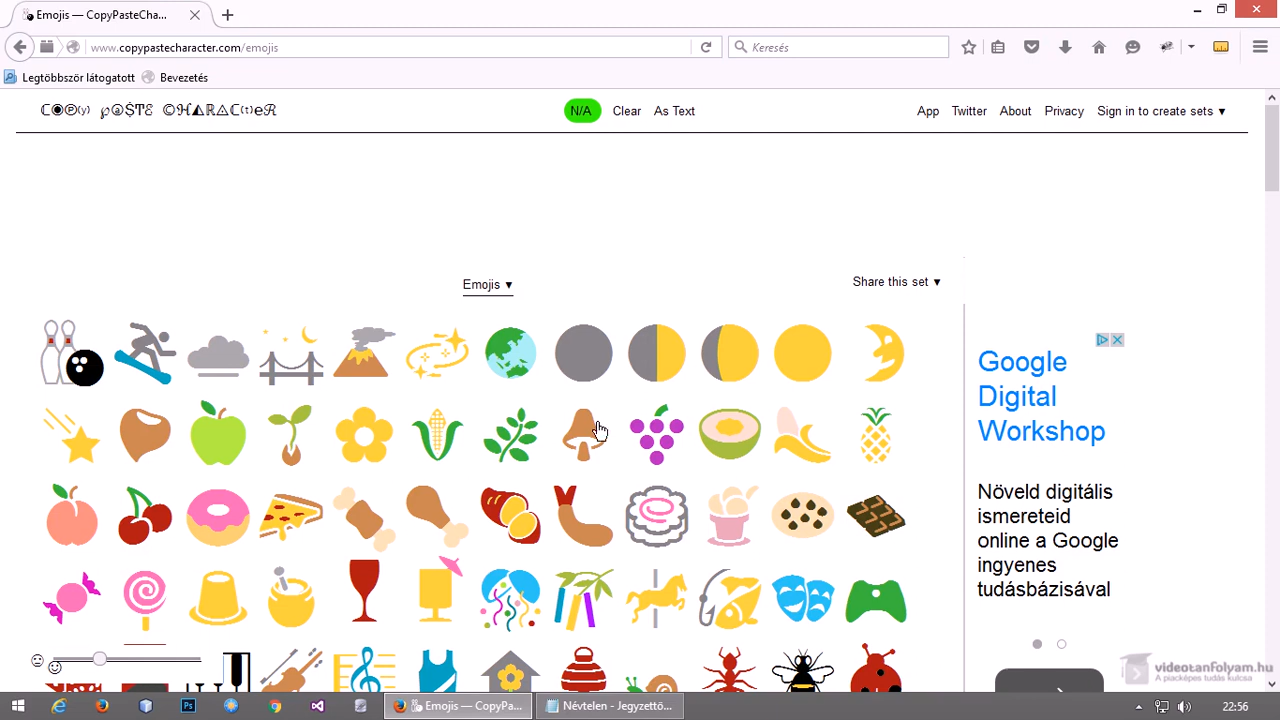 Emojis — CopyPasteCha...
www.copypastecharacter.com/emojis
Keresés
Legtöbbször látogatott
Bevezetés
N/A
Clear
As Text
App
Twitter
About
Privacy
Sign in to create sets ▼
Emojis ▼
Share this set ▼
Google
Digital
Workshop
Növeld digitális
ismereteid
online a Google
ingyenes
tudásbázisával
videotanfolyam.hu
A piacképes tudás kulcsa
Emojis — CopyPa...
Névtelen - Jegyzettö...
22:56